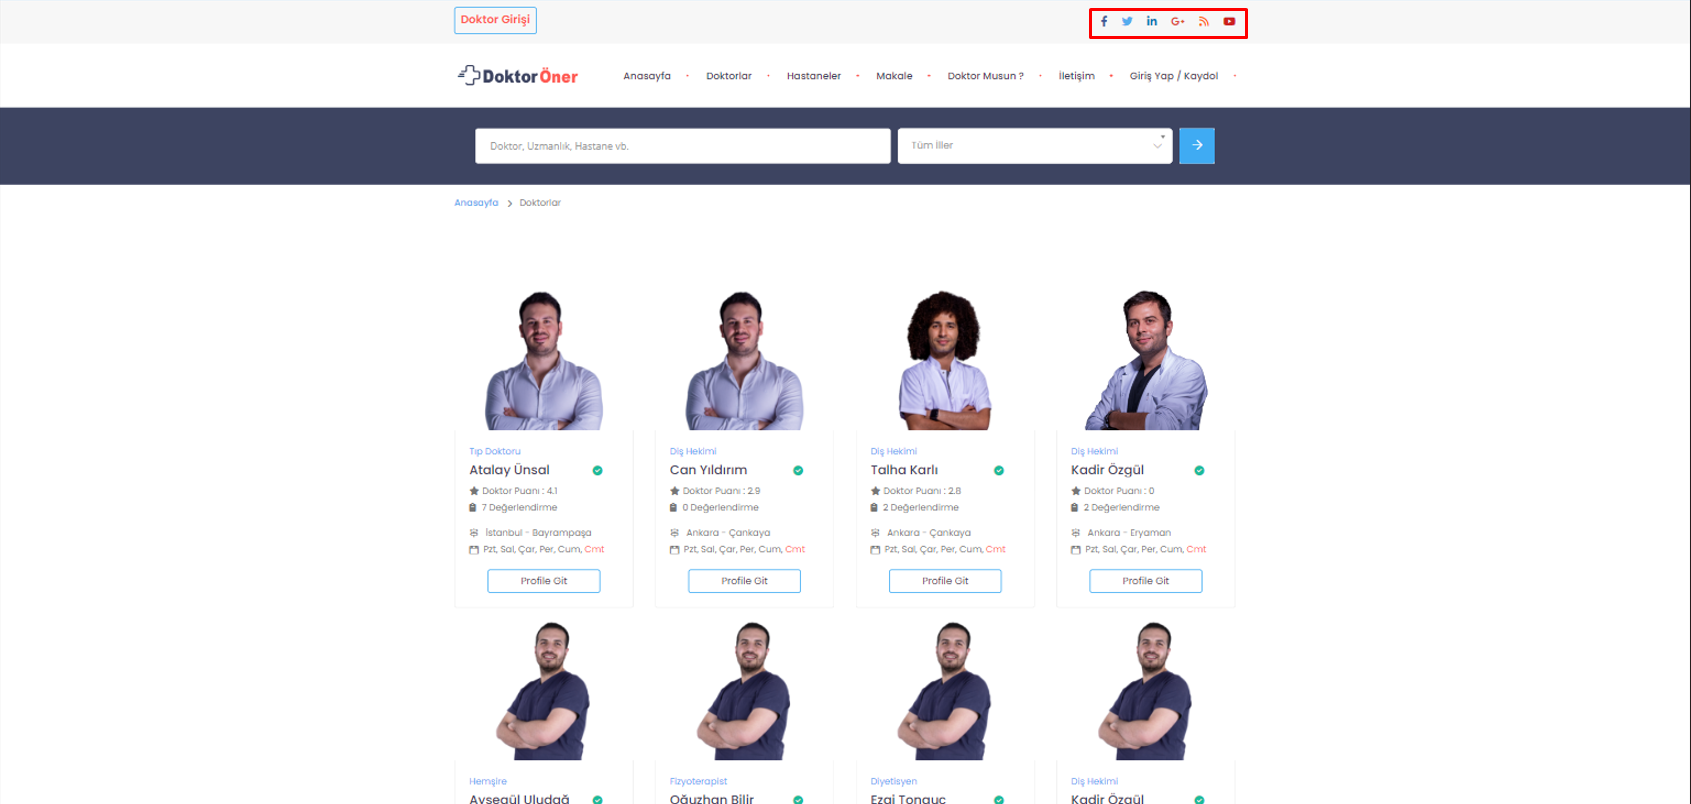 Doktor Girişi
Doktor Öner
Anasayfa Doktorlar Hastaneler Makale Doktor Musun ? İletişim Giriş Yap / Kaydol
Doktor, Uzmanlık, Hastane vb. Tüm İller
Anasayfa > Doktorlar
Tıp Doktoru
Atalay Ünsal
Doktor Puanı : 4.1
7 Değerlendirme
İstanbul - Bayrampaşa
Pzt, Sal, Çar, Per, Cum, Cmt
Profile Git
Diş Hekimi
Can Yıldırım
Doktor Puanı : 2.9
0 Değerlendirme
Ankara - Çankaya
Pzt, Sal, Çar, Per, Cum, Cmt
Profile Git
Diş Hekimi
Talha Karlı
Doktor Puanı : 2.8
2 Değerlendirme
Ankara - Çankaya
Pzt, Sal, Çar, Per, Cum, Cmt
Profile Git
Diş Hekimi
Kadir Özgül
Doktor Puanı : 0
2 Değerlendirme
Ankara - Eryaman
Pzt, Sal, Çar, Per, Cum, Cmt
Profile Git
Hemşire
Ayşegül Uludağ
Fizyoterapist
Oğuzhan Bilir
Diyetisyen
Ezgi Tonguç
Diş Hekimi
Kadir Özgül